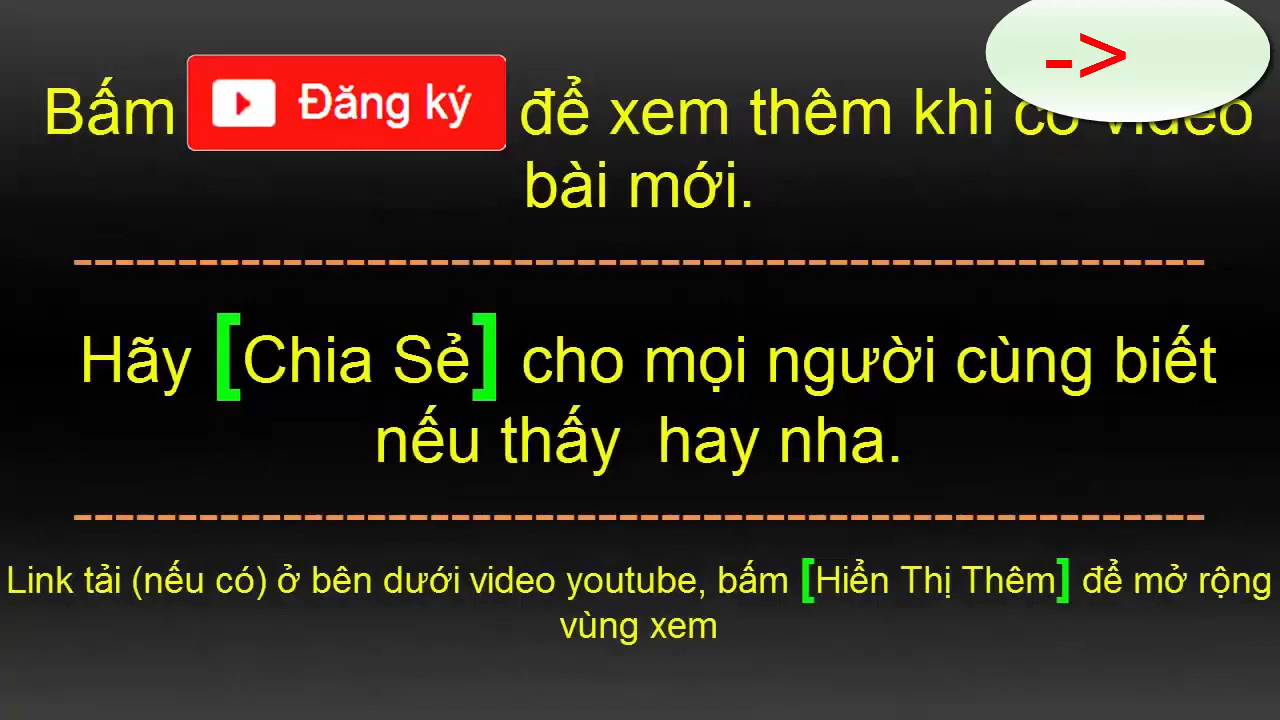 ->
Bấm Đăng ký để xem thêm khi có video
bài mới.
------------------------------------------------------
Hãy [Chia Sẻ] cho mọi người cùng biết
nếu thấy hay nha.
------------------------------------------------------
Link tải (nếu có) ở bên dưới video youtube, bấm [Hiển Thị Thêm] để mở rộng
vùng xem